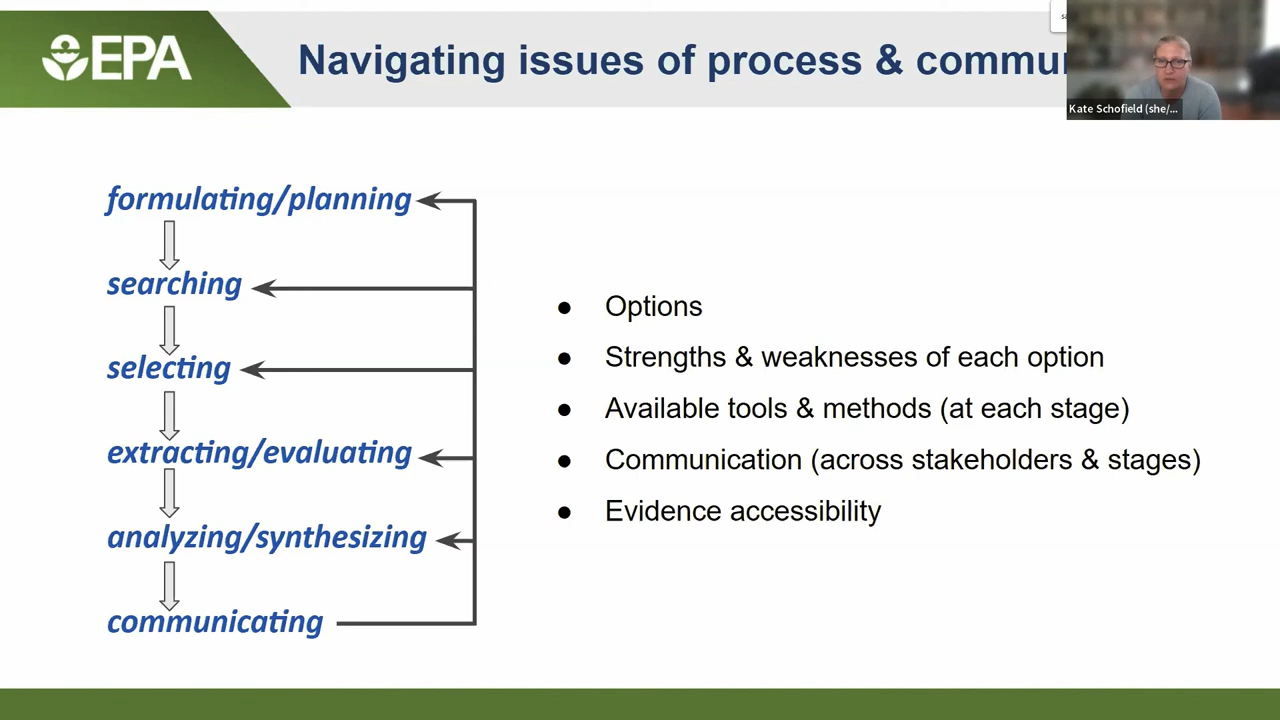 EPA
Navigating issues of process &
Kate Schofield (she/...
formulating/planning
searching
selecting
extracting/evaluating
analyzing/synthesizing
communicating
● Options
● Strengths & weaknesses of each option
● Available tools & methods (at each stage)
● Communication (across stakeholders & stages)
● Evidence accessibility